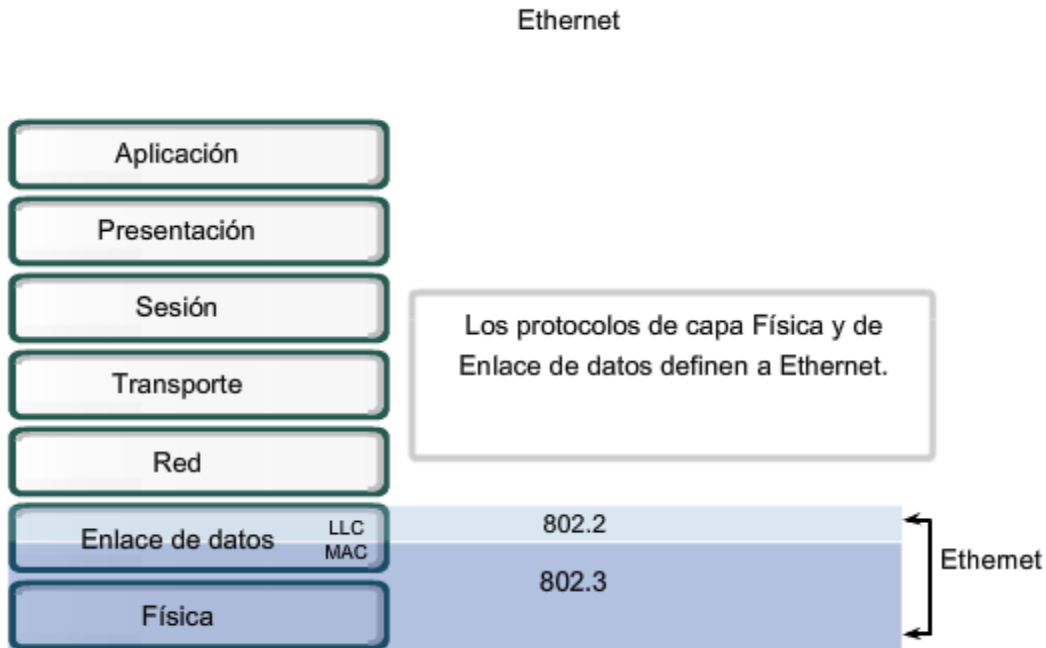 Ethernet
Aplicación
Presentación
Sesión
Transporte
Red
Los protocolos de capa Física y de
Enlace de datos definen a Ethernet.
Enlace de datos
LLC
MAC
802.2
802.3
Física
Ethernet